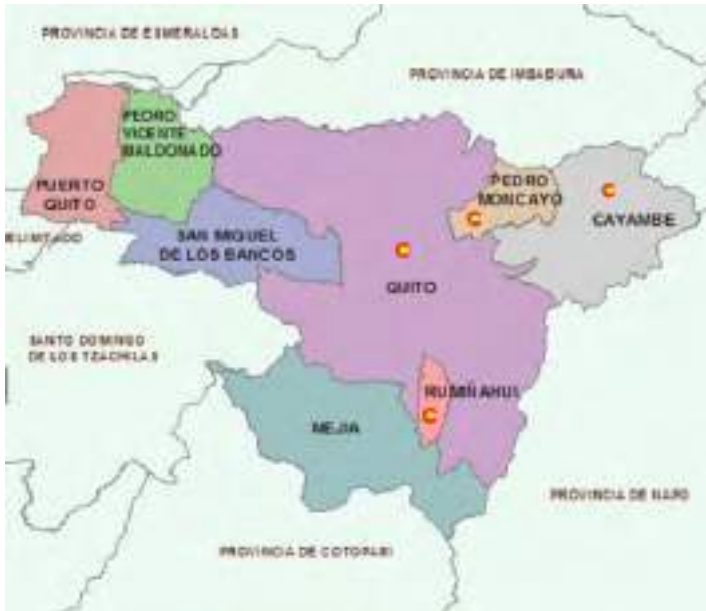 PROVINCIA DE ESMERALDAS
PROVINCIA DE IMBABURA
PEDRO
VICENTE
MALDONADO
PUERTO
QUITO
PEDRO
MONCAYO
C
C
CAYAMBE
SAN MIGUEL
DE LOS BANCOS
C
QUITO
SANTO DOMINGO
DE LOS TZACHILAS
RUMIÑAHUI
C
MEJIA
PROVINCIA DE NAPO
PROVINCIA DE COTOPAXI